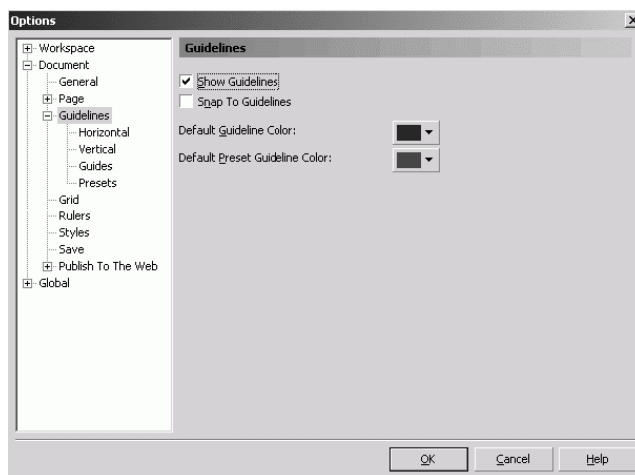 Options
Workspace
Document
General
Page
Guidelines
Horizontal
Vertical
Guides
Presets
Grid
Rulers
Styles
Save
Publish To The Web
Global
Guidelines
Show Guidelines
Snap To Guidelines
Default Guideline Color:
Default Preset Guideline Color:
OK
Cancel
Help